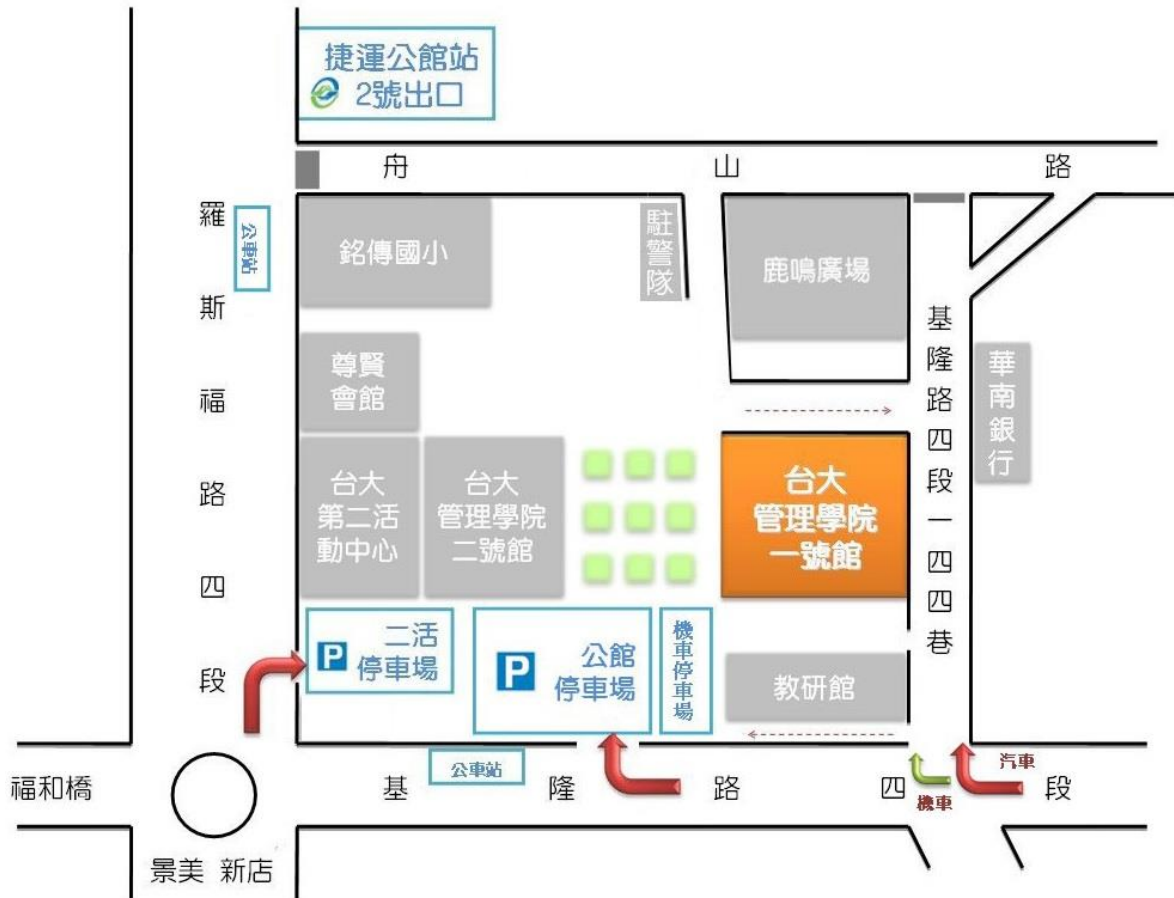 捷運公館站
2號出口
舟山路
羅斯福路四段
公車站
銘傳國小
駐警隊
鹿鳴廣場
基隆路四段一四四巷
華南銀行
尊賢
會館
台大
第二活
動中心
台大
管理學院
二號館
台大
管理學院
一號館
P 二活
停車場
P 公館
停車場
機車停車場
教研館
公車站
福和橋
基隆路四段
機車
汽車
景美 新店